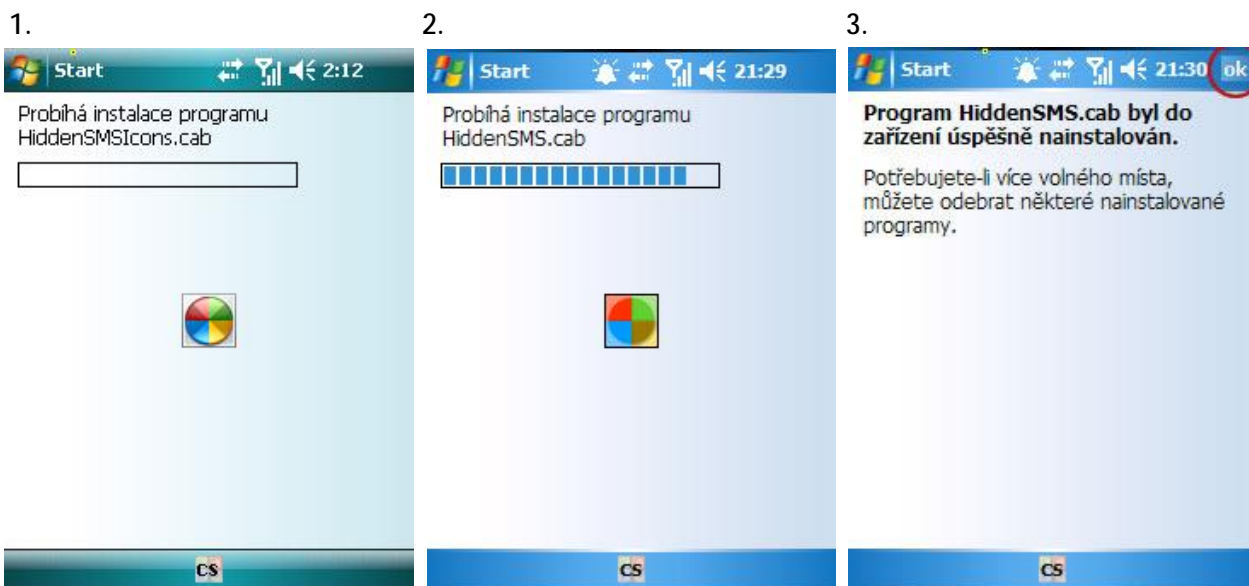 1.
Start 2:12
Probíhá instalace programu
HiddenSMSIcons.cab
CS
2.
Start 21:29
Probíhá instalace programu
HiddenSMS.cab
CS
3.
Start 21:30 ok
Program HiddenSMS.cab byl do
zařízení úspěšně nainstalován.
Potřebujete-li více volného místa,
můžete odebrat některé nainstalované
programy.
CS